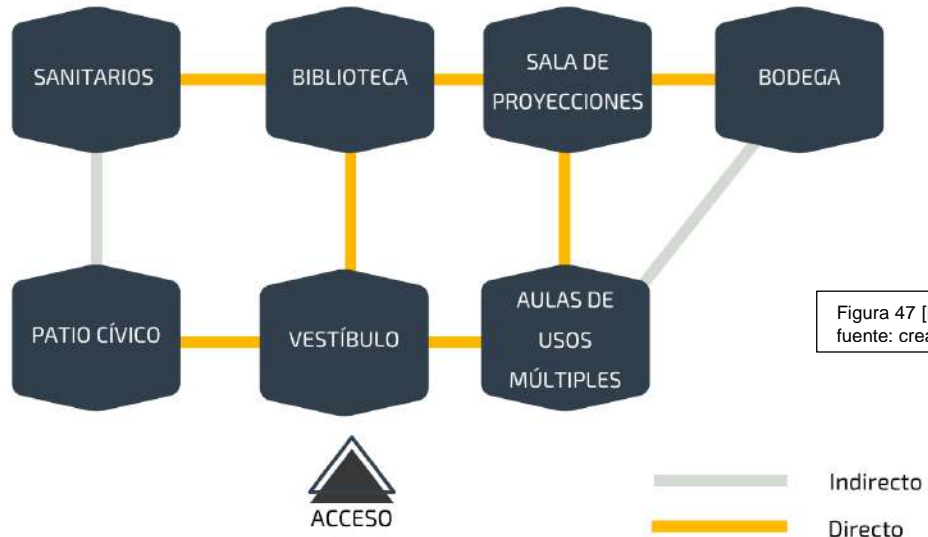 SANITARIOS
BIBLIOTECA
SALA DE
PROYECCIONES
BODEGA
PATIO CÍVICO
VESTÍBULO
AULAS DE
USOS
MÚLTIPLES
Figura 47 [
fuente:
ACCESO
Indirecto
Directo